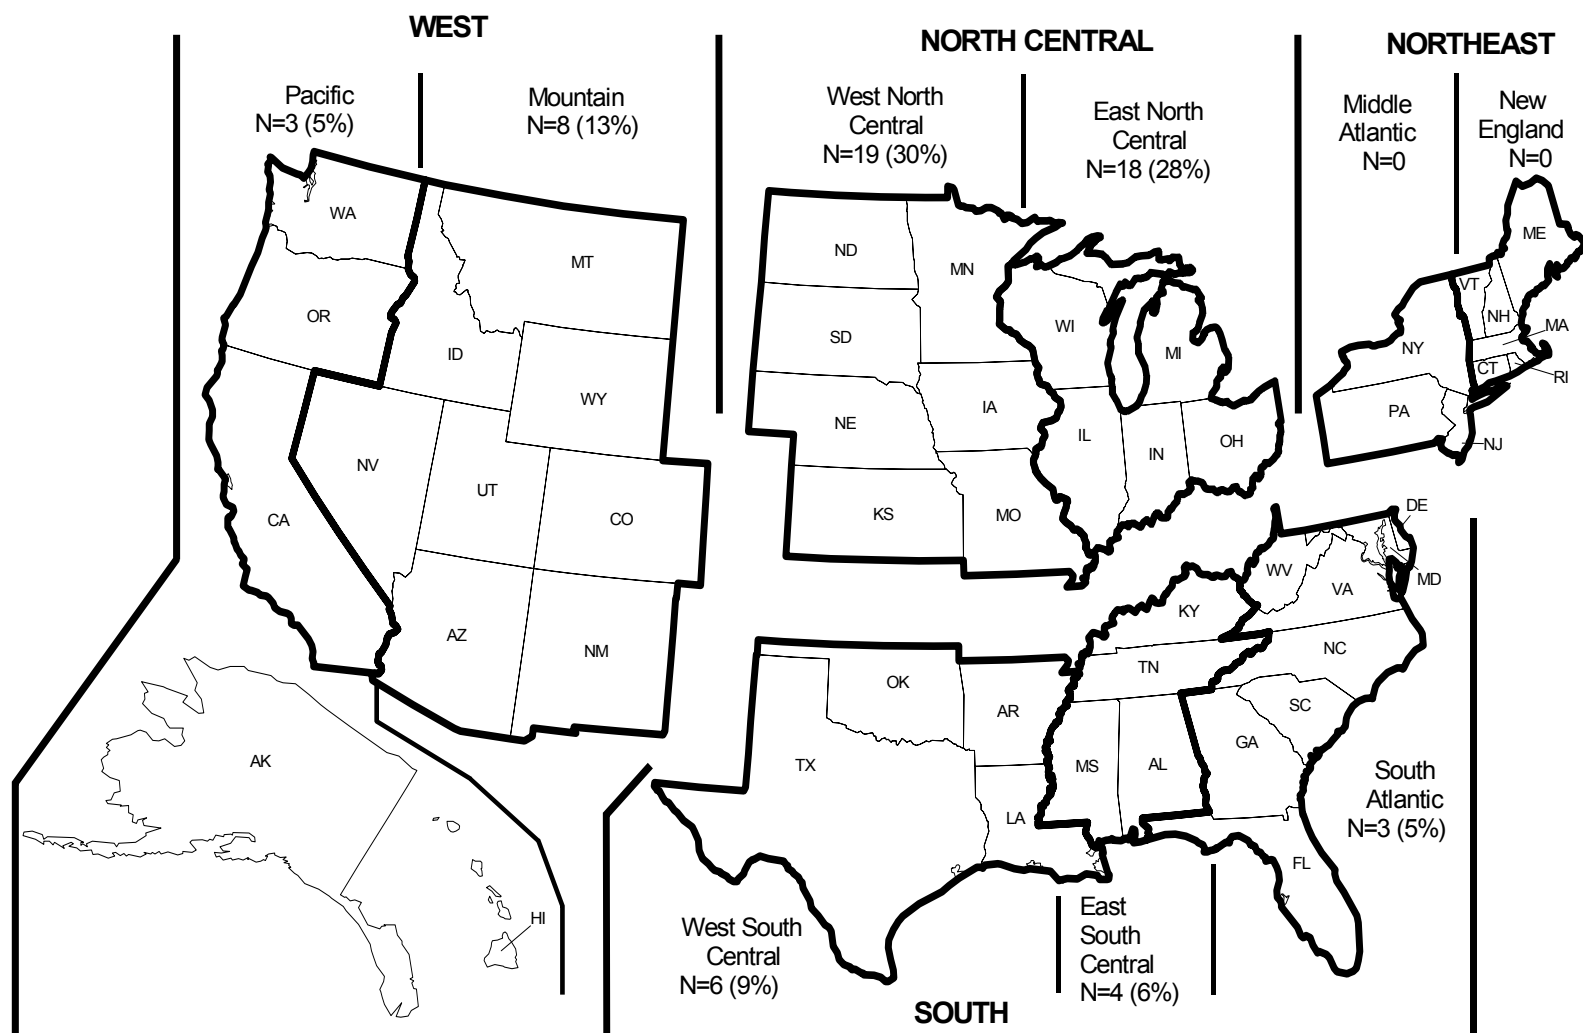 WEST
NORTH CENTRAL
NORTHEAST
Pacific
N=3 (5%)
Mountain
N=8 (13%)
West North
Central
N=19 (30%)
East North
Central
N=18 (28%)
Middle
Atlantic
N=0
New
England
N=0
WA
OR
CA
AK
HI
MT
ID
WY
NV
UT
CO
AZ
NM
ND
SD
NE
KS
MN
IA
MO
WI
MI
IL
IN
OH
ME
VT
NH
MA
CT
RI
NY
PA
NJ
DE
MD
WV
VA
NC
SC
GA
FL
KY
TN
MS
AL
OK
AR
TX
LA
South
Atlantic
N=3 (5%)
West South
Central
N=6 (9%)
East
South
Central
N=4 (6%)
SOUTH